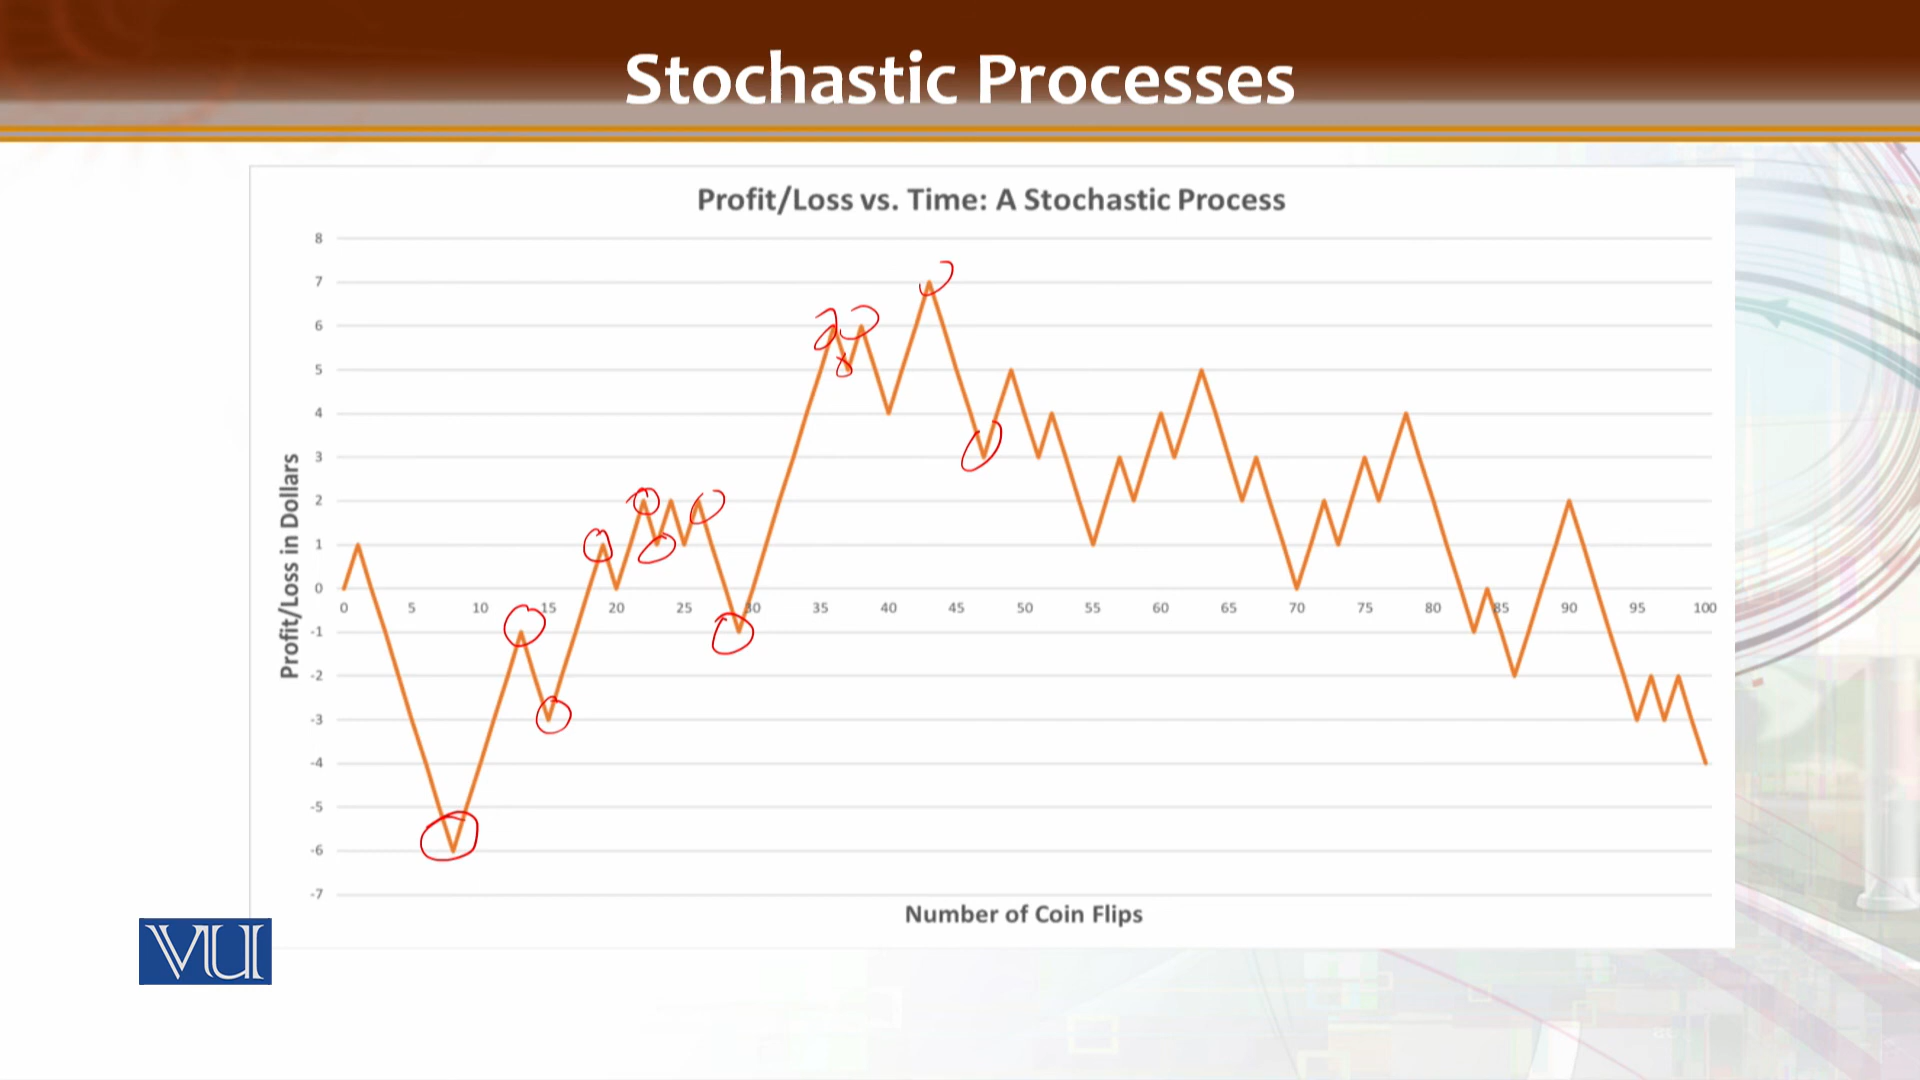 Stochastic Processes
Profit/Loss vs. Time: A Stochastic Process
8
7
6
5
4
3
2
1
0
-1
-2
-3
-4
-5
-6
-7
Profit/Loss in Dollars
0 5 10 15 20 25 30 35 40 45 50 55 60 65 70 75 80 85 90 95 100
Number of Coin Flips
VU